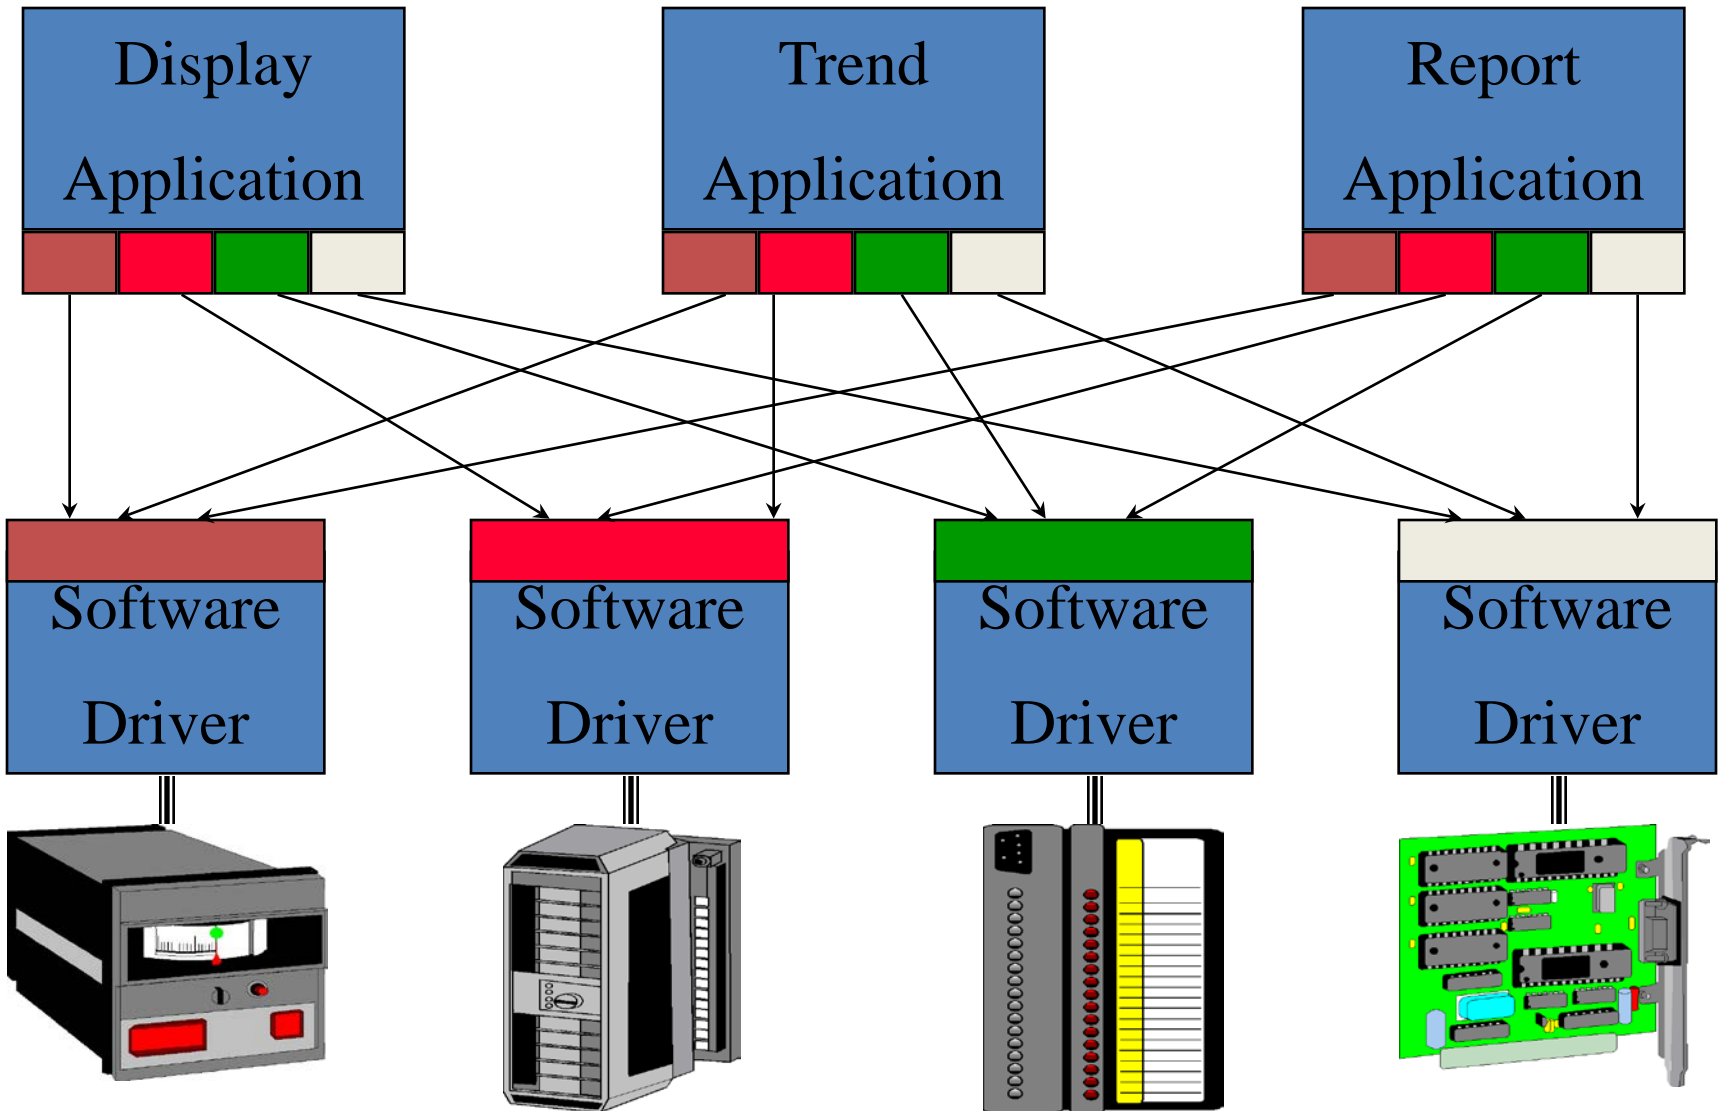 Display
Application
Trend
Application
Report
Application
Software
Driver
Software
Driver
Software
Driver
Software
Driver